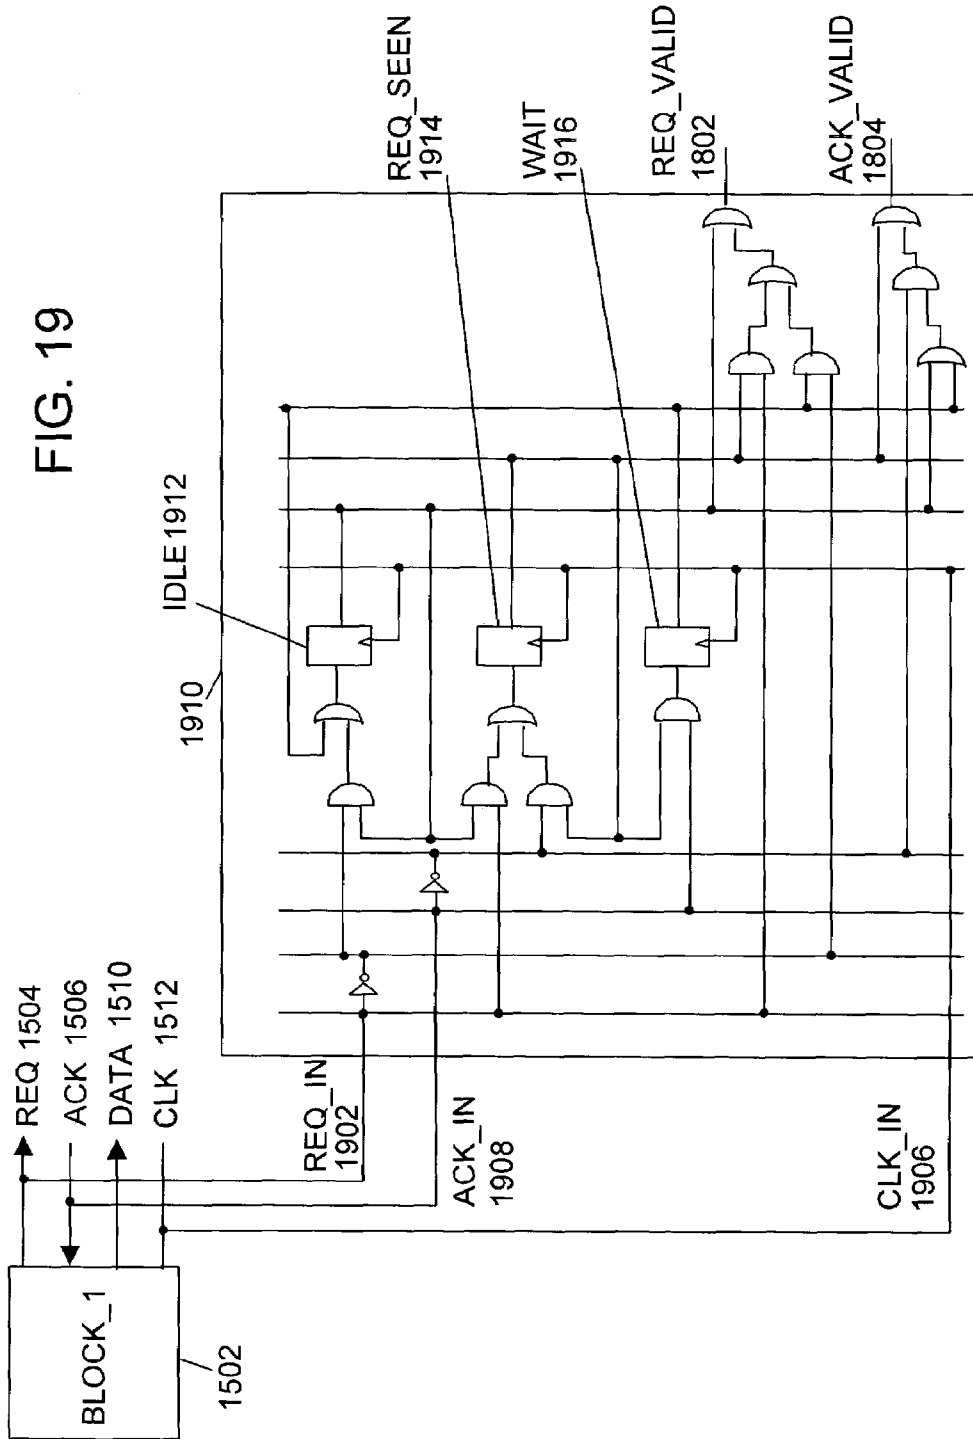 FIG. 19
BLOCK_1
1502
REQ 1504
ACK 1506
DATA 1510
CLK 1512
REQ_IN
1902
ACK_IN
1908
CLK_IN
1906
1910
IDLE 1912
REQ_SEEN
1914
WAIT
1916
REQ_VALID
1802
ACK_VALID
1804